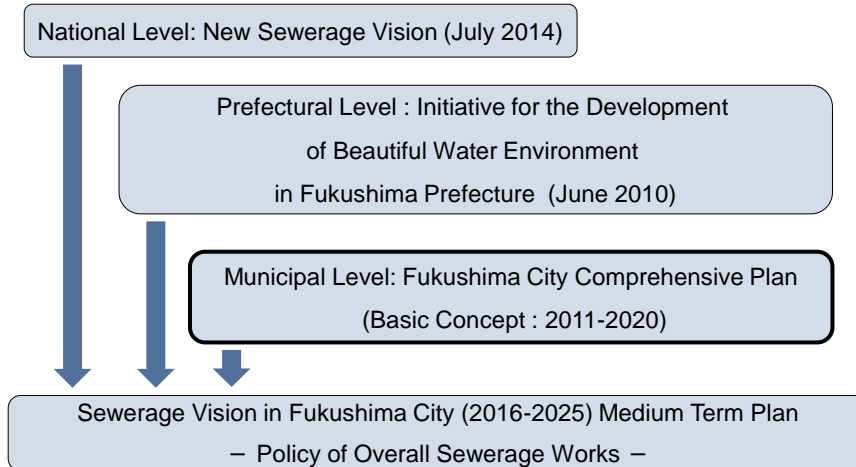 National Level: New Sewerage Vision (July 2014)
Prefectural Level : Initiative for the Development
of Beautiful Water Environment
in Fukushima Prefecture (June 2010)
Municipal Level: Fukushima City Comprehensive Plan
(Basic Concept : 2011-2020)
Sewerage Vision in Fukushima City (2016-2025) Medium Term Plan
– Policy of Overall Sewerage Works –